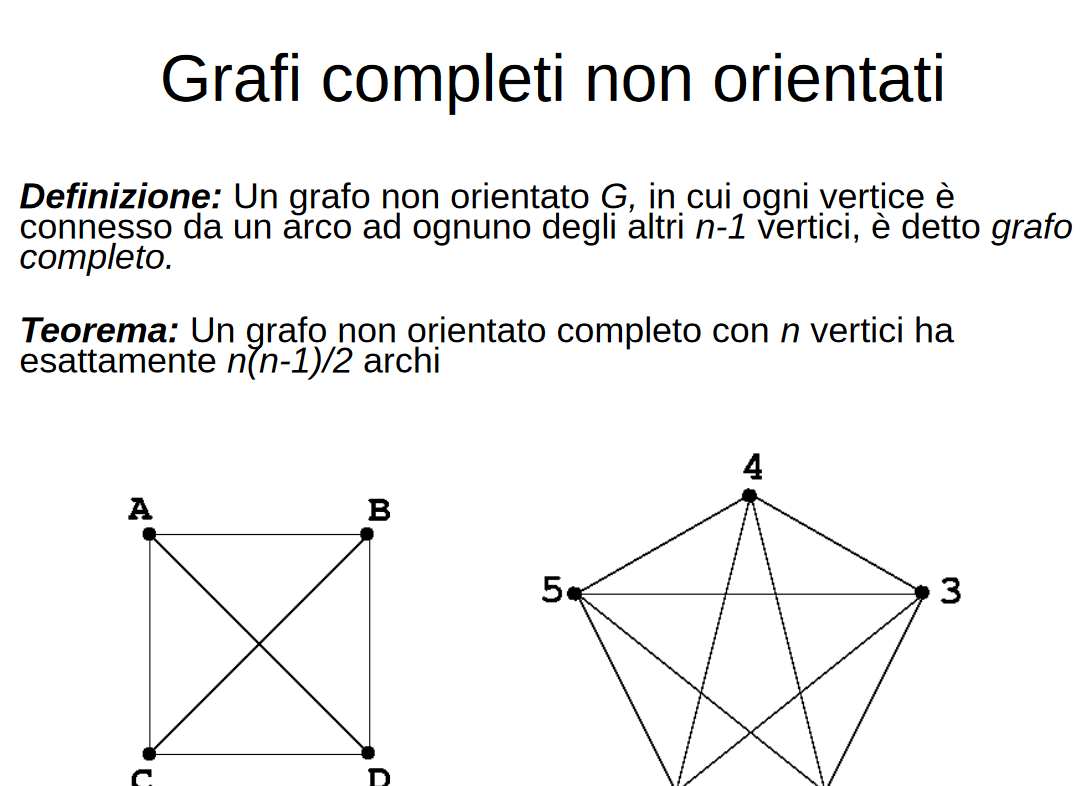 Grafi completi non orientati
Definizione: Un grafo non orientato G, in cui ogni vertice è
connesso da un arco ad ognuno degli altri n-1 vertici, è detto grafo
completo.
Teorema: Un grafo non orientato completo con n vertici ha
esattamente n(n-1)/2 archi
4
A
B
5
3
C
D